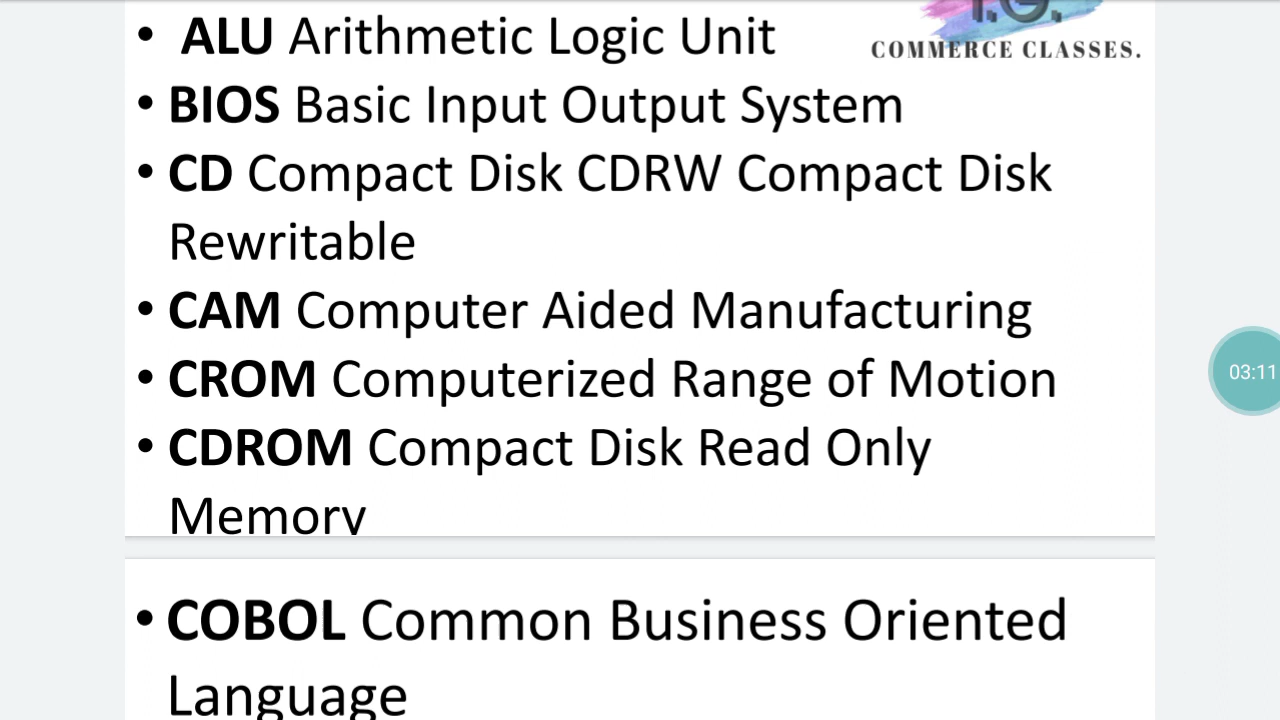 • ALU Arithmetic Logic Unit
COMMERCE CLASSES.
• BIOS Basic Input Output System
• CD Compact Disk CDRW Compact Disk
Rewritable
• CAM Computer Aided Manufacturing
• CROM Computerized Range of Motion
03:11
• CDROM Compact Disk Read Only
Memory
• COBOL Common Business Oriented
Language